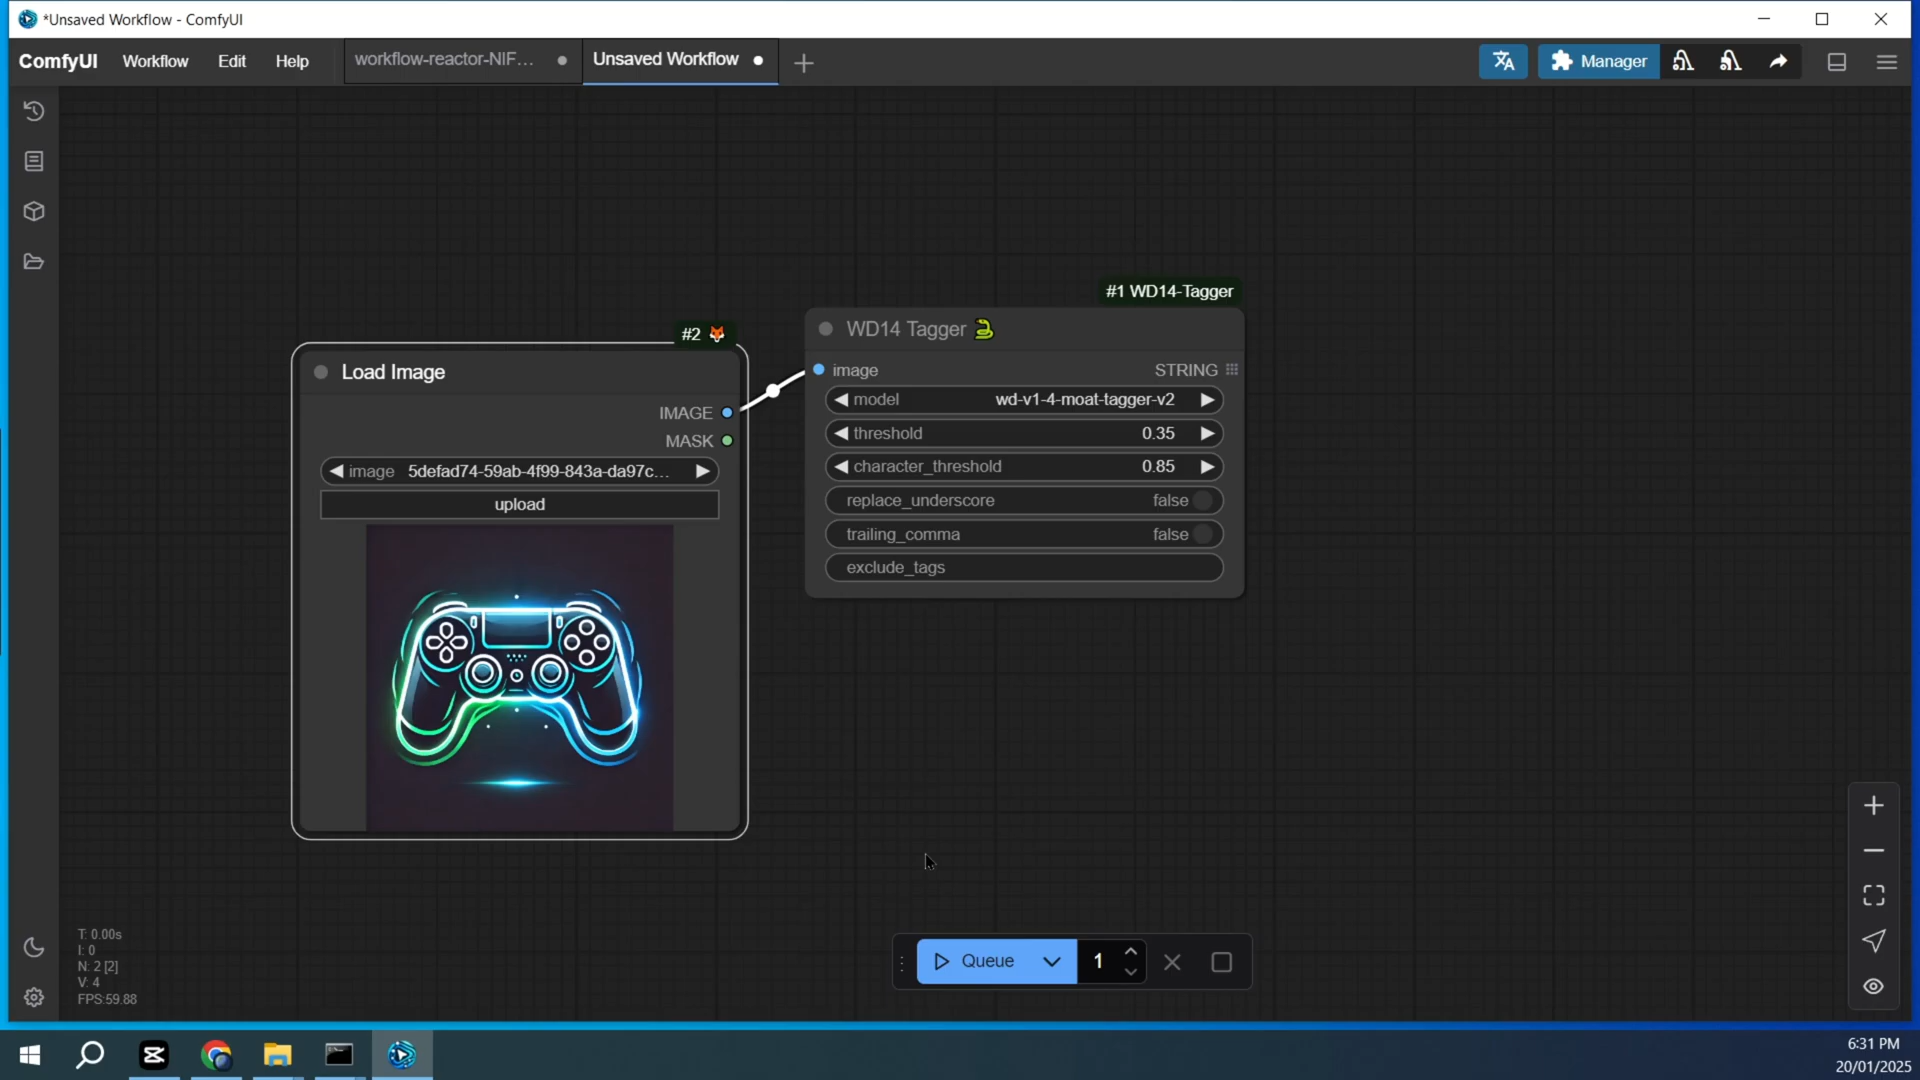 *Unsaved Workflow - ComfyUI
ComfyUI Workflow Edit Help workflow-reactor-NIF... Unsaved Workflow Manager
#1 WD14-Tagger
WD14 Tagger
#2
image STRING
Load Image
model wd-v1-4-moat-tagger-v2
IMAGE
threshold 0.35
MASK
character_threshold 0.85
image 5defad74-59ab-4f99-843a-da97c...
replace_underscore false
upload
trailing_comma false
exclude_tags
T: 0.00s
I: 0
N: 2 [2]
V: 4
FPS:59.88
Queue 1
6:31 PM
20/01/2025